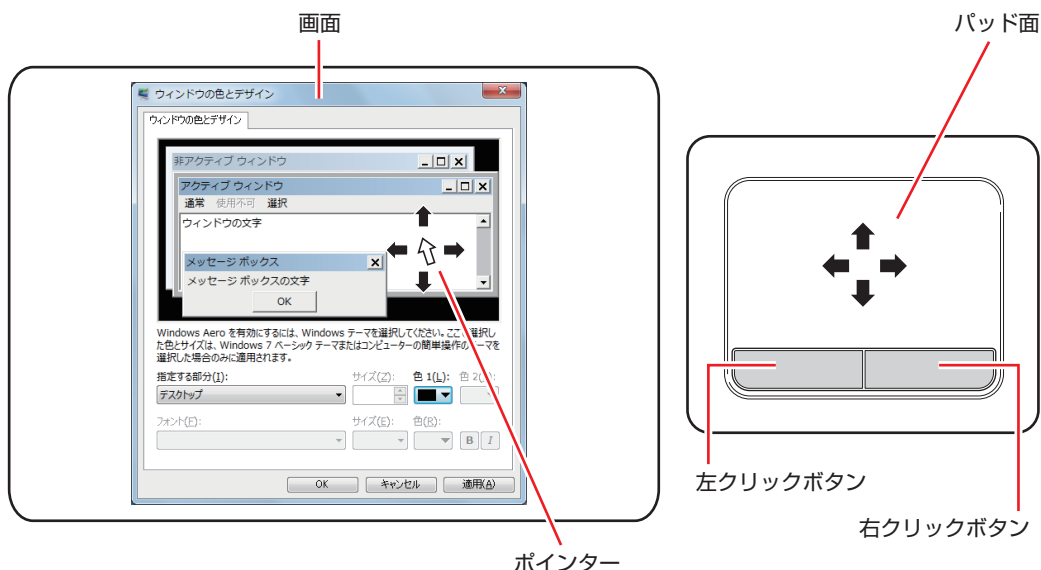 画面
パッド面
ウィンドウの色とデザイン
ウィンドウの色とデザイン
非アクティブ ウィンドウ
アクティブ ウィンドウ
通常 使用不可 選択
ウィンドウの文字
メッセージ ボックス
メッセージ ボックスの文字
OK
Windows Aero を有効にするには、Windows テーマを選択してください。ここで選択し
た色とサイズは、Windows 7 ベーシック テーマまたはコンピューターの簡単操作のテーマを
選択した場合のみに適用されます。
指定する部分(I): サイズ(Z): 色 1(L): 色 2():
デスクトップ
フォント(F): サイズ(E): 色(R):
B I
OK キャンセル 適用(A)
左クリックボタン
右クリックボタン
ポインター